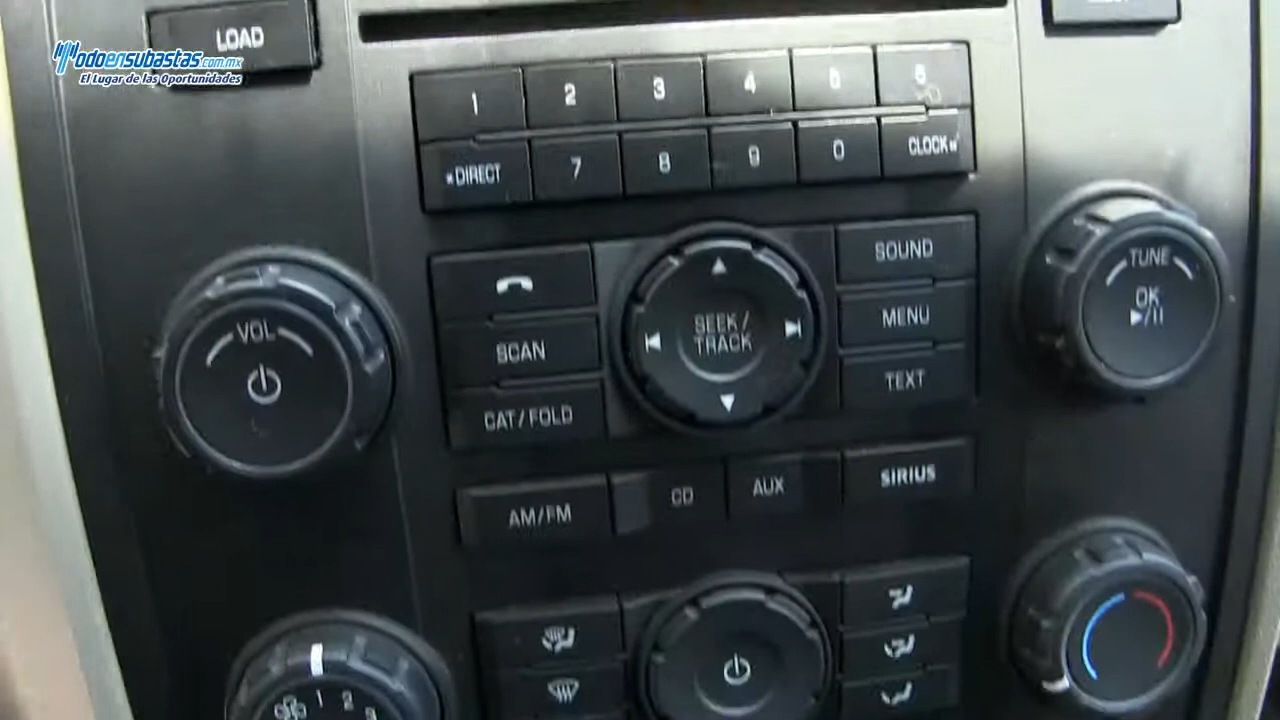 LOAD
Todoensubastas.com.mx
El Lugar de las Oportunidades
1 2 3 4 5 6
*DIRECT 7 8 9 0 CLOCK
VOL
SCAN
CAT/FOLD
SEEK/
TRACK
SOUND
MENU
TEXT
TUNE
OK
AM/FM CD AUX SIRIUS
1 2 3